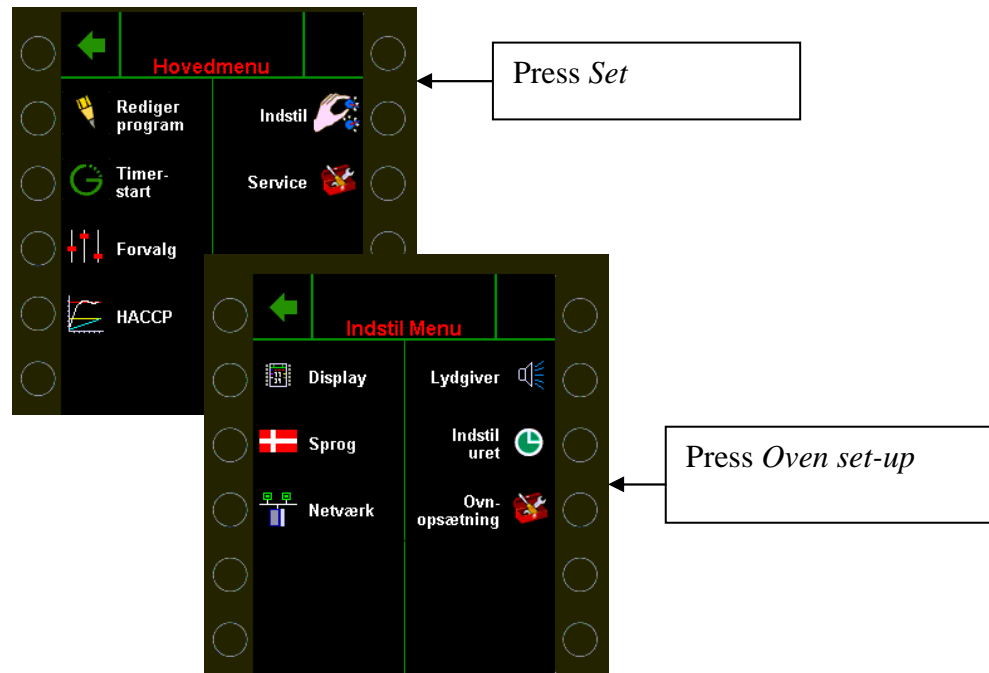 Hovedmenu
Press Set
Rediger
program
Indstil
Timer-
start
Service
Forvalg
HACCP
Indstil Menu
Display
Lydgiver
Sprog
Indstil
uret
Press Oven set-up
Netværk
Ovn-
opsætning